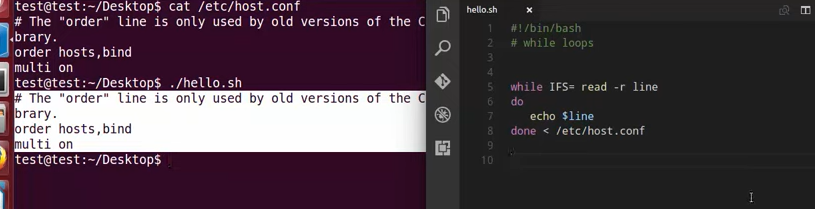 test@test:~/Desktop$ cat /etc/host.conf
# The "order" line is only used by old versions of the C
brary.
order hosts,bind
multi on
test@test:~/Desktop$ ./hello.sh
# The "order" line is only used by old versions of the C
brary.
order hosts,bind
multi on
test@test:~/Desktop$
hello.sh
1 #!/bin/bash
2 # while loops
3
4
5 while IFS= read -r line
6 do
7 echo $line
8 done < /etc/host.conf
9
10